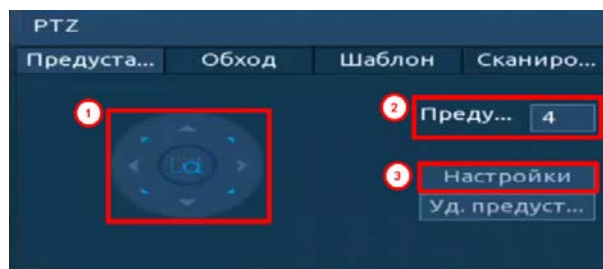 PTZ
Предуста... Обход Шаблон Сканиро...
1
2 Преду... 4
3 Настройки
Уд. предуст...